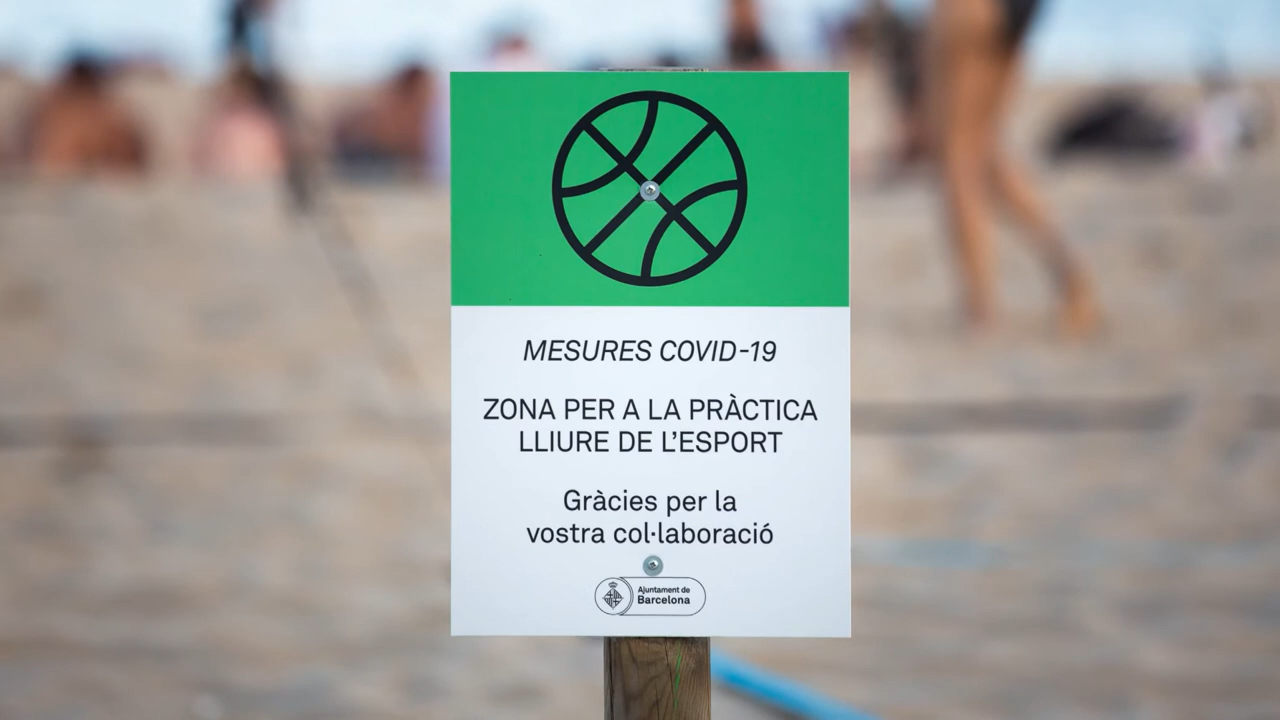 MESURES COVID-19
ZONA PER A LA PRÀCTICA
LLIURE DE L'ESPORT
Gràcies per la
vostra col·laboració
Ajuntament de
Barcelona